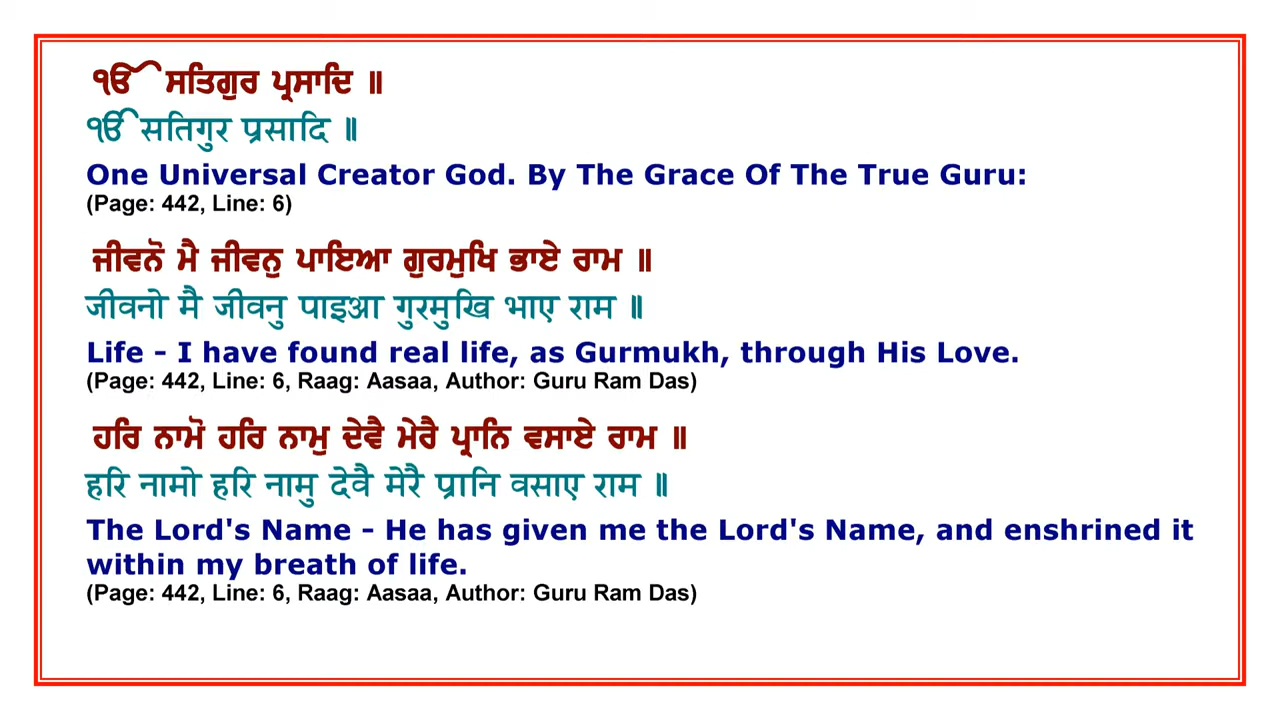 ੴ ਸਤਿਗੁਰ ਪ੍ਰਸਾਦਿ ॥
ੴ सतिगुर प्रसादि ॥
One Universal Creator God. By The Grace Of The True Guru:
(Page: 442, Line: 6)
ਜੀਵਨੋ ਮੈ ਜੀਵਨੁ ਪਾਇਆ ਗੁਰਮੁਖਿ ਭਾਏ ਰਾਮ ॥
जीवनो मै जीवनु पाइआ गुरमुखि भाए राम ॥
Life - I have found real life, as Gurmukh, through His Love.
(Page: 442, Line: 6, Raag: Aasaa, Author: Guru Ram Das)
ਹਰਿ ਨਾਮੋ ਹਰਿ ਨਾਮੁ ਦੇਵੈ ਮੇਰੈ ਪ੍ਰਾਨਿ ਵਸਾਏ ਰਾਮ ॥
हरि नामो हरि नामु देवै मेरै प्रानि वसाए राम ॥
The Lord's Name - He has given me the Lord's Name, and enshrined it
within my breath of life.
(Page: 442, Line: 6, Raag: Aasaa, Author: Guru Ram Das)